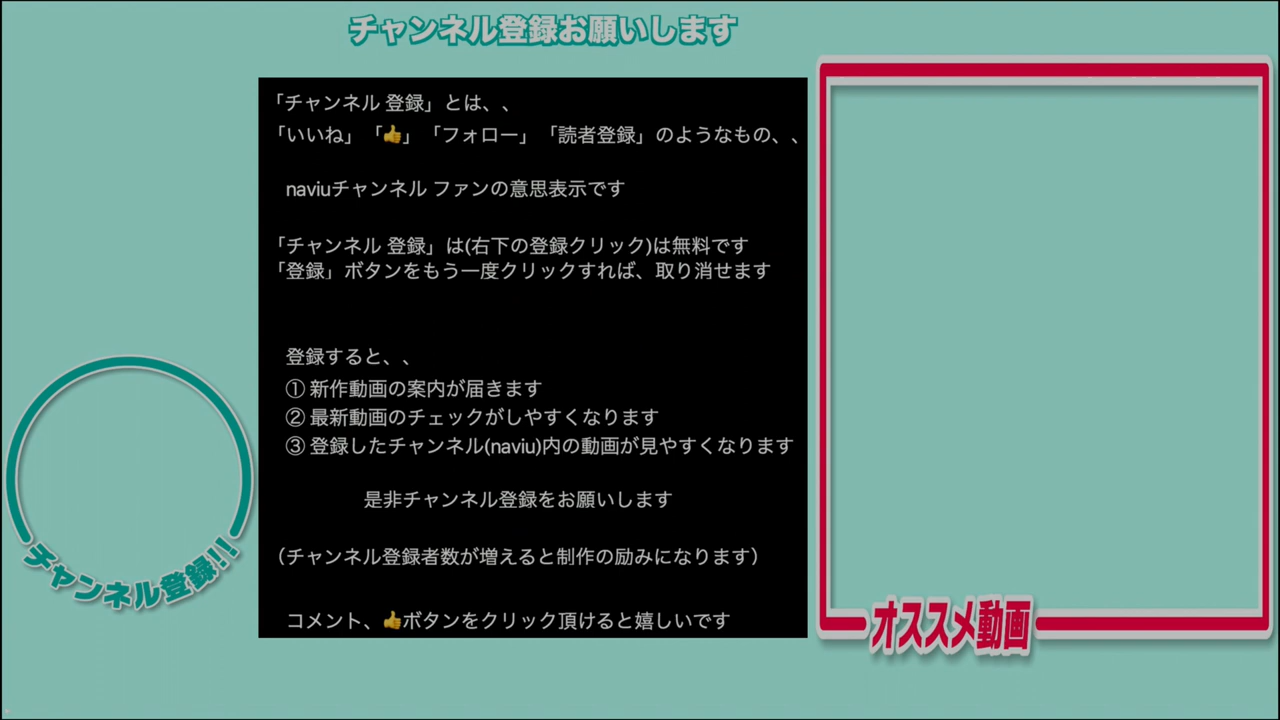 チャンネル登録お願いします
「チャンネル 登録」とは、、
「いいね」「👍」「フォロー」「読者登録」のようなもの、、
naviuチャンネル ファンの意思表示です
「チャンネル 登録」は(右下の登録クリック)は無料です
「登録」ボタンをもう一度クリックすれば、取り消せます
登録すると、、
① 新作動画の案内が届きます
② 最新動画のチェックがしやすくなります
③ 登録したチャンネル(naviu)内の動画が見やすくなります
是非チャンネル登録をお願いします
（チャンネル登録者数が増えると制作の励みになります）
コメント、👍ボタンをクリック頂けると嬉しいです
チャンネル登録!!
オススメ動画